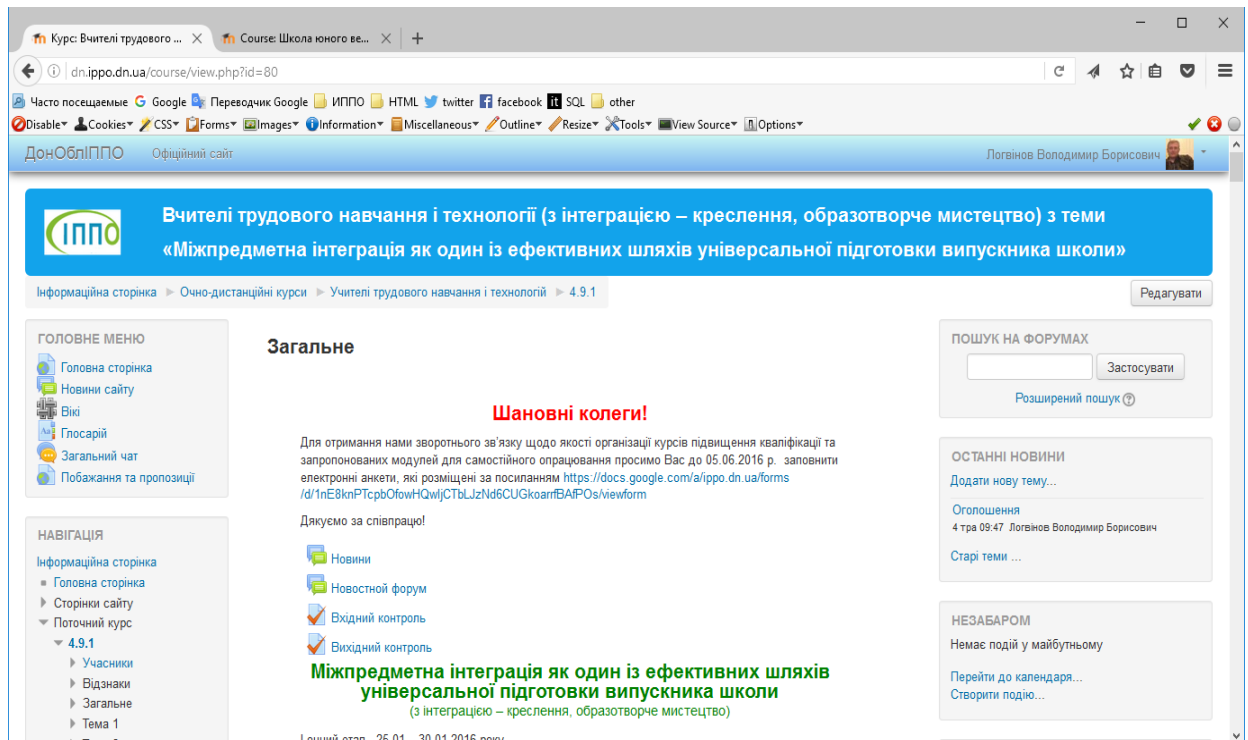 Курс: Вчителі трудового ...
Course: Школа юного ве...
dn.ippo.dn.ua/course/view.php?id=80
Часто посещаемые Google Переводчик Google ИППО HTML twitter facebook it SQL other
Disable Cookies CSS Forms Images Information Miscellaneous Outline Resize Tools View Source Options
ДонОблІППО Офіційний сайт Логвінов Володимир Борисович
ІППО
Вчителі трудового навчання і технології (з інтеграцією – креслення, образотворче мистецтво) з теми
«Міжпредметна інтеграція як один із ефективних шляхів універсальної підготовки випускника школи»
Інформаційна сторінка Очно-дистанційні курси Учителі трудового навчання і технологій 4.9.1
Редагувати
ГОЛОВНЕ МЕНЮ
Головна сторінка
Новини сайту
Вікі
Глосарій
Загальний чат
Побажання та пропозиції
НАВІГАЦІЯ
Інформаційна сторінка
Головна сторінка
Сторінки сайту
Поточний курс
4.9.1
Учасники
Відзнаки
Загальне
Тема 1
Загальне
Шановні колеги!
Для отримання нами зворотнього зв'язку щодо якості організації курсів підвищення кваліфікації та
запропонованих модулей для самостійного опрацювання просимо Вас до 05.06.2016 р. заповнити
електронні анкети, які розміщені за посиланням https://docs.google.com/a/ippo.dn.ua/forms
/d/1nE8knPTcpbOfowHQwljCTbLJzNd6CUGkoarrfBAfPOs/viewform
Дякуємо за співпрацю!
Новини
Новостной форум
Вхідний контроль
Вихідний контроль
Міжпредметна інтеграція як один із ефективних шляхів
універсальної підготовки випускника школи
(з інтеграцією – креслення, образотворче мистецтво)
ПОШУК НА ФОРУМАХ
Застосувати
Розширений пошук
ОСТАННІ НОВИНИ
Додати нову тему...
Оголошення
4 тра 09:47 Логвінов Володимир Борисович
Старі теми ...
НЕЗАБАРОМ
Немає подій у майбутньому
Перейти до календаря...
Створити подію...